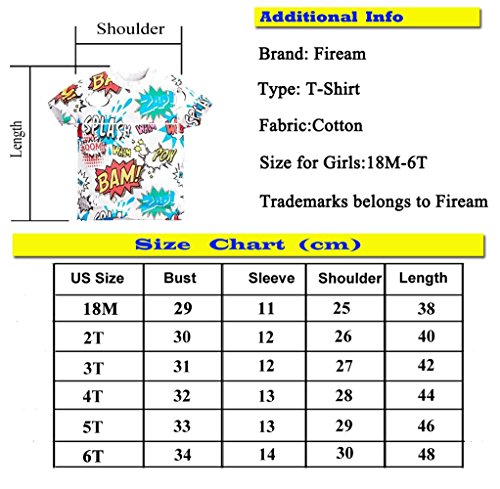 Shoulder
Length
SPLASH
WHAM
BAM!
POW
Additional Info
Brand: Fiream
Type: T-Shirt
Fabric:Cotton
Size for Girls:18M-6T
Trademarks belongs to Fiream
Size Chart (cm)
US Size Bust Sleeve Shoulder Length
18M 29 11 25 38
2T 30 12 26 40
3T 31 12 27 42
4T 32 13 28 44
5T 33 13 29 46
6T 34 14 30 48